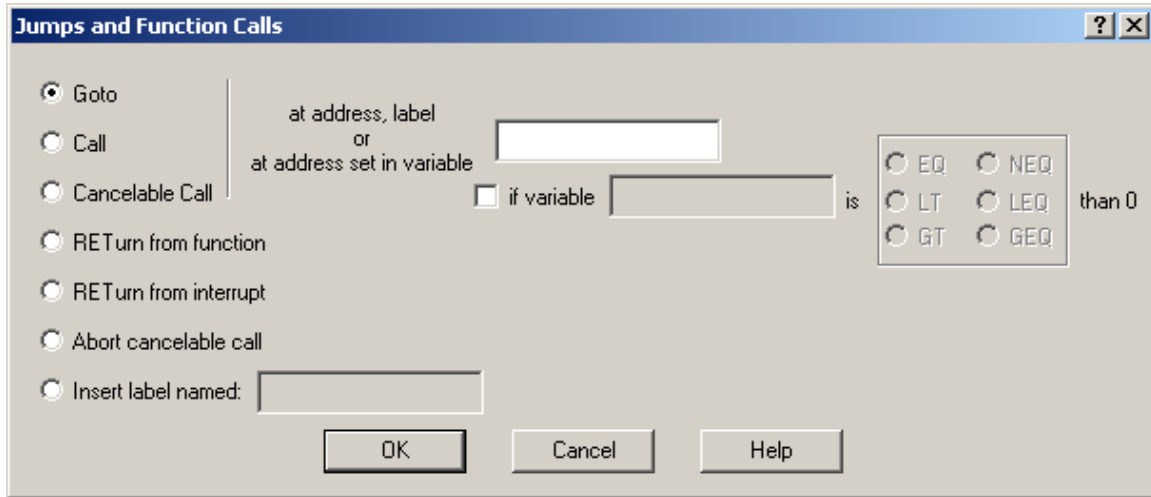 Jumps and Function Calls
Goto
Call
Cancelable Call
at address, label
or
at address set in variable
if variable
is
EQ
NEQ
LT
LEQ
GT
GEQ
than 0
RETurn from function
RETurn from interrupt
Abort cancelable call
Insert label named:
OK
Cancel
Help